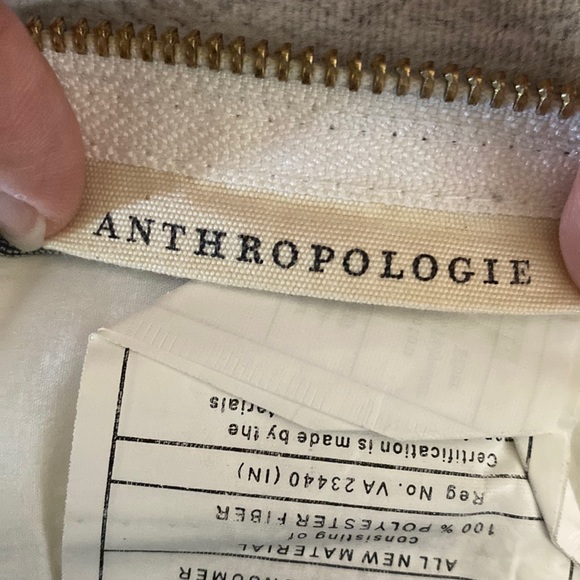 ANTHROPOLOGIE
ALL NEW MATERIAL
consisting of
100 % POLYESTER FIBER
Reg No. VA 23440 (IN)
Certification is made by the